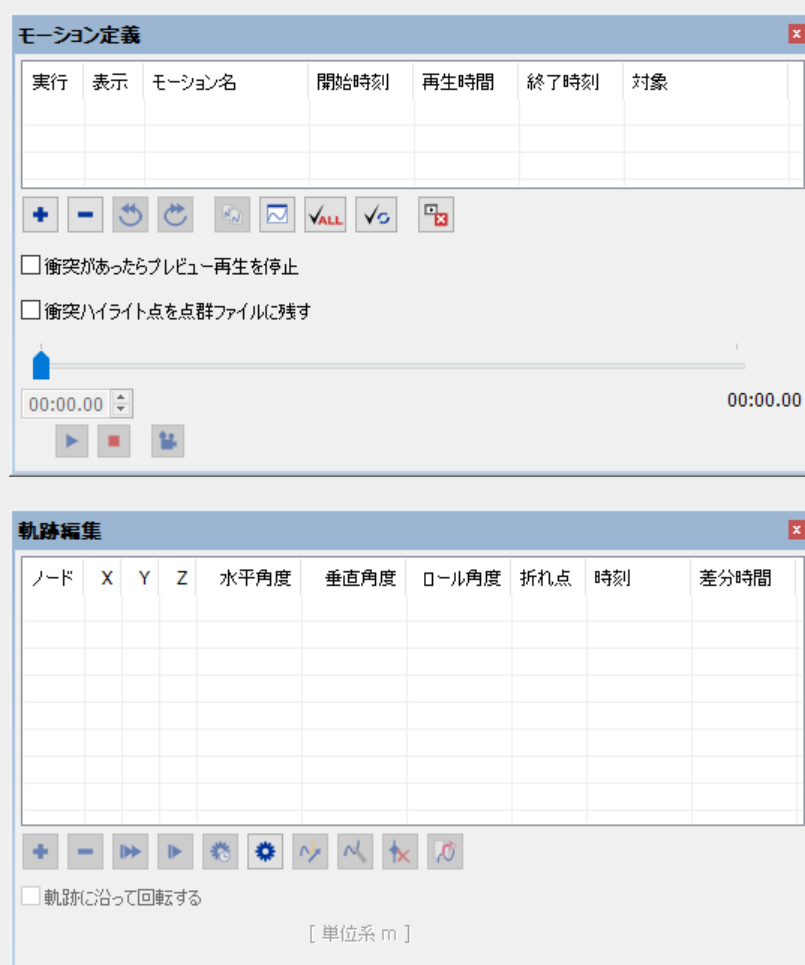 モーション定義
実行 表示 モーション名 開始時刻 再生時間 終了時刻 対象
ALL
衝突があったらプレビュー再生を停止
衝突ハイライト点を点群ファイルに残す
00:00.00 00:00.00
軌跡編集
ノード X Y Z 水平角度 垂直角度 ロール角度 折れ点 時刻 差分時間
軌跡に沿って回転する
[ 単位系 m ]